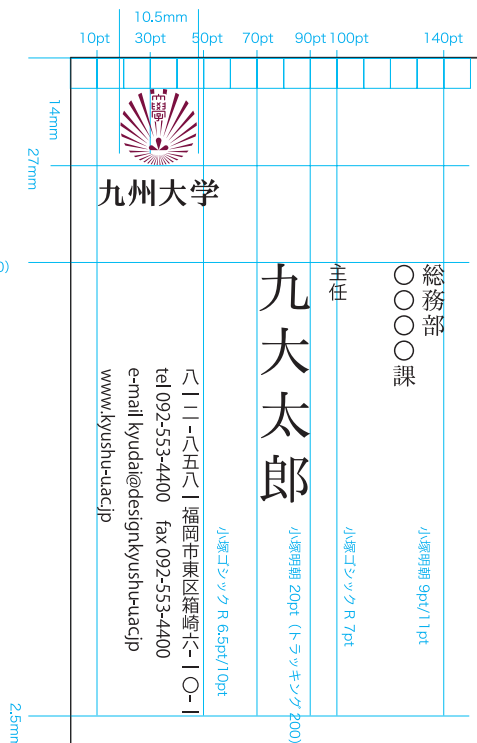 10.5mm
10pt 30pt 50pt 70pt 90pt 100pt 140pt
14mm
27mm
九州大学
総務部
〇〇〇〇課
主任
九大太郎
八一二-八五八一 福岡市東区箱崎六-一〇-一
tel 092-553-4400 fax 092-553-4400
e-mail kyudai@designkyushu-u.ac.jp
www.kyushu-u.ac.jp
小塚明朝 9pt/11pt
小塚ゴシック R 7pt
小塚明朝 20pt (トラッキング 200)
小塚ゴシック R 6.5pt/10pt
2.5mm